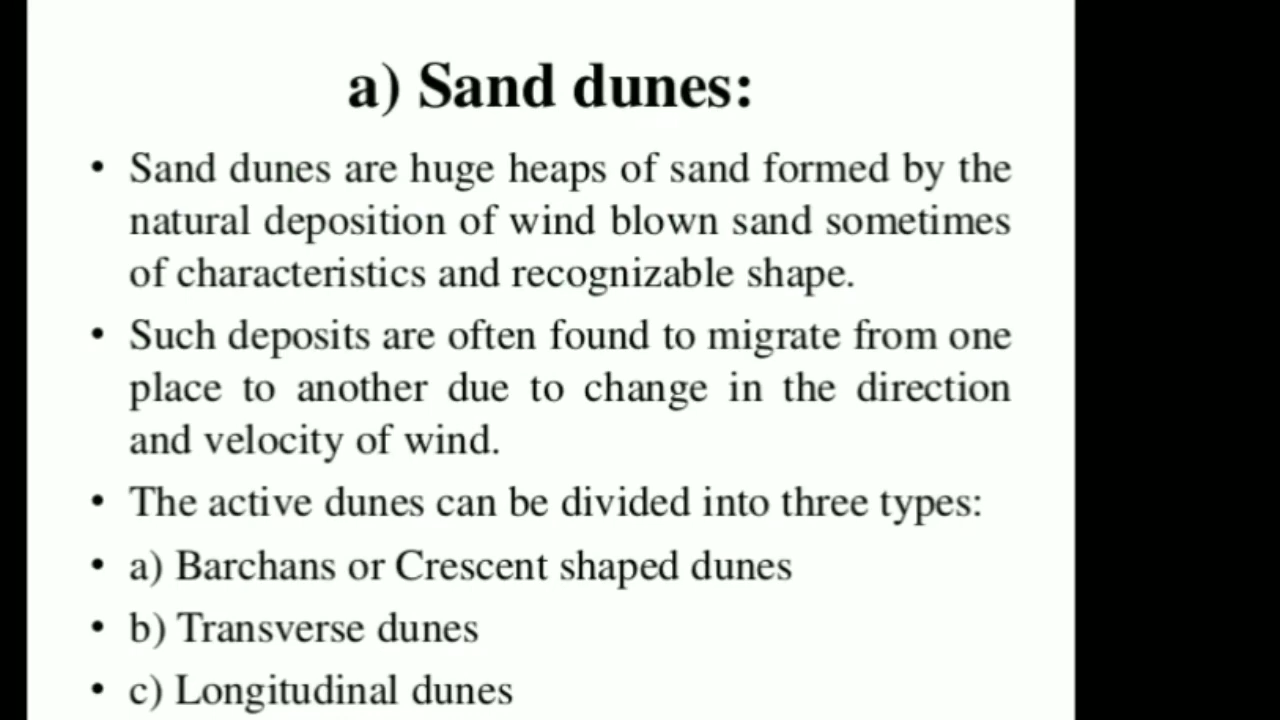 a) Sand dunes:
• Sand dunes are huge heaps of sand formed by the
natural deposition of wind blown sand sometimes
of characteristics and recognizable shape.
• Such deposits are often found to migrate from one
place to another due to change in the direction
and velocity of wind.
• The active dunes can be divided into three types:
• a) Barchans or Crescent shaped dunes
• b) Transverse dunes
• c) Longitudinal dunes